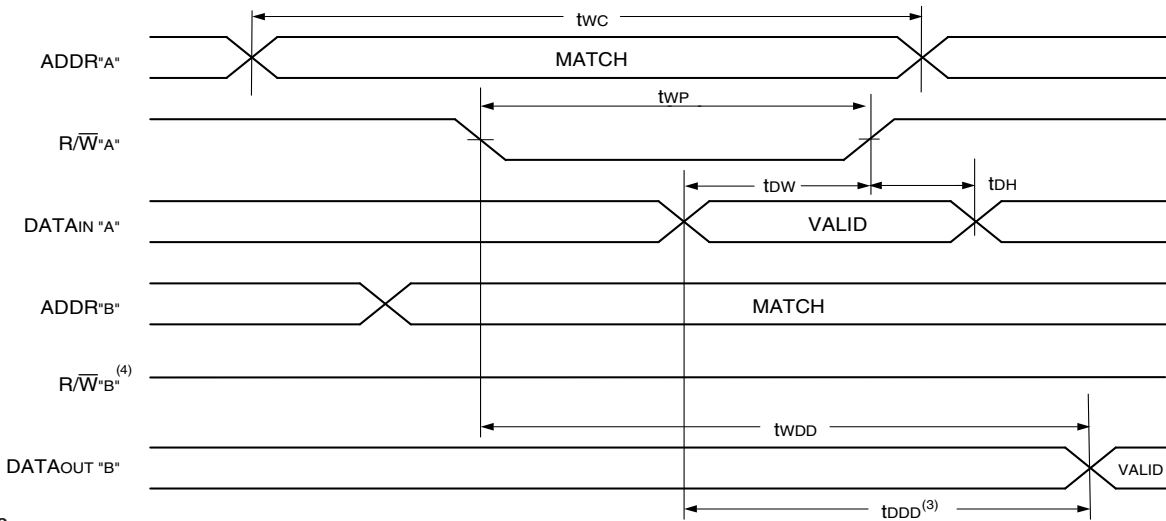 tWC
ADDR"A"
MATCH
tWP
R/W̅"A"
tDW
tDH
DATAIN "A"
VALID
ADDR"B"
MATCH
R/W̅"B"(4)
tWDD
DATAOUT "B"
VALID
tDDD(3)